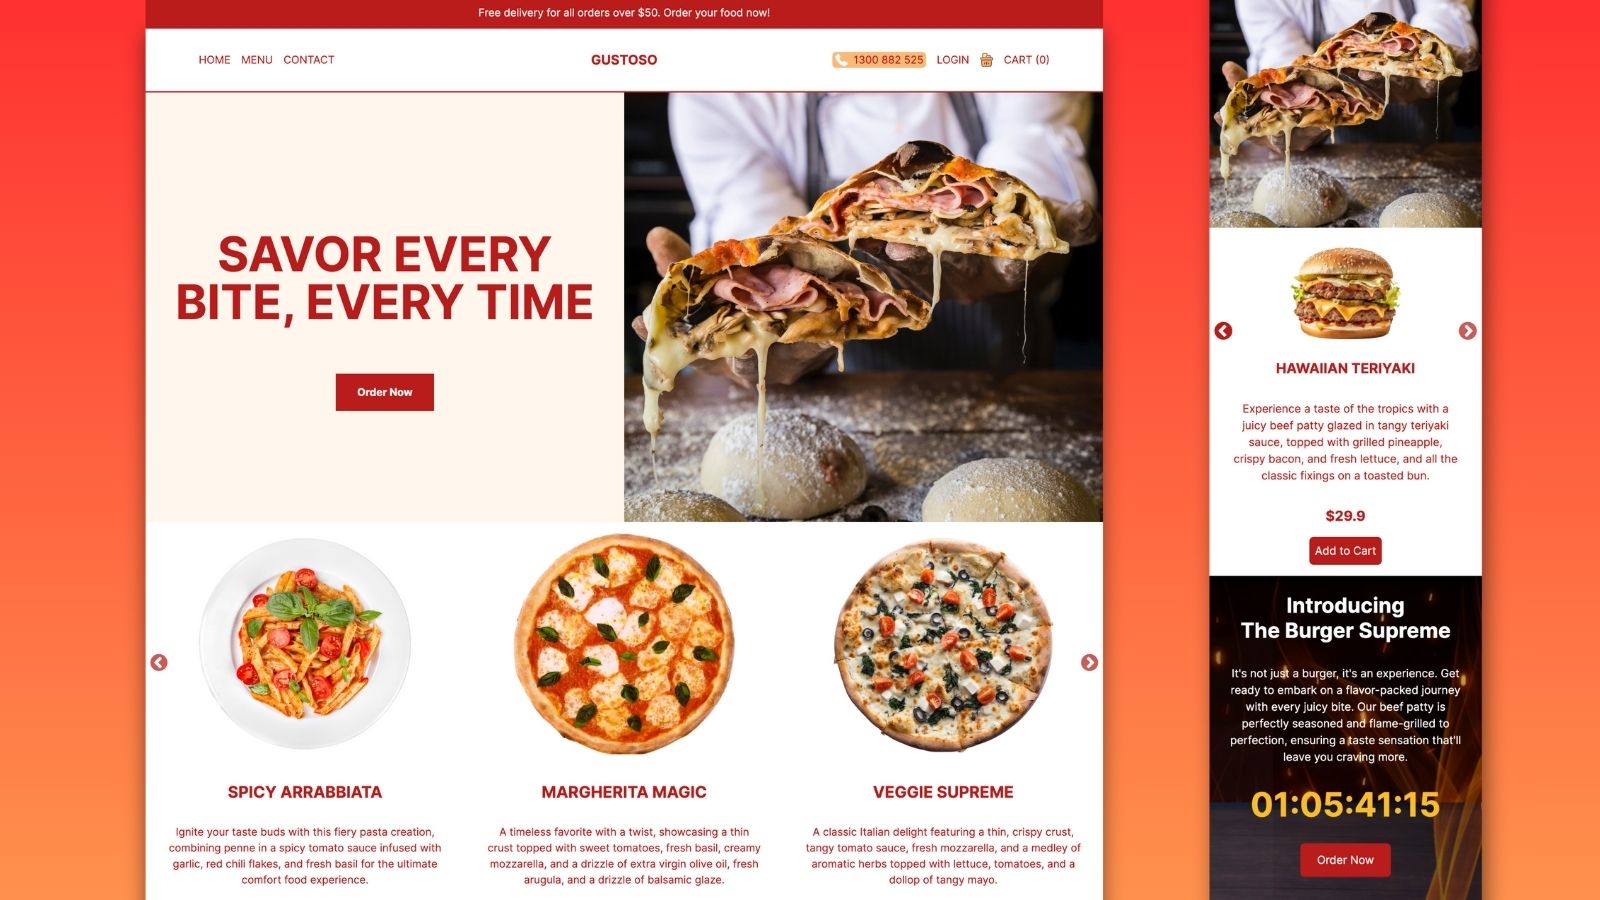 Free delivery for all orders over $50. Order your food now!
HOME MENU CONTACT
GUSTOSO
1300 882 525 LOGIN CART (0)
SAVOR EVERY
BITE, EVERY TIME
Order Now
SPICY ARRABBIATA
Ignite your taste buds with this fiery pasta creation,
combining penne in a spicy tomato sauce infused with
garlic, red chili flakes, and fresh basil for the ultimate
comfort food experience.
MARGHERITA MAGIC
A timeless favorite with a twist, showcasing a thin
crust topped with sweet tomatoes, fresh basil, creamy
mozzarella, and a drizzle of extra virgin olive oil, fresh
arugula, and a drizzle of balsamic glaze.
VEGGIE SUPREME
A classic Italian delight featuring a thin, crispy crust,
tangy tomato sauce, fresh mozzarella, and a medley of
aromatic herbs topped with lettuce, tomatoes, and a
dollop of tangy mayo.
HAWAIIAN TERIYAKI
Experience a taste of the tropics with a
juicy beef patty glazed in tangy teriyaki
sauce, topped with grilled pineapple,
crispy bacon, and fresh lettuce, and all the
classic fixings on a toasted bun.
$29.9
Add to Cart
Introducing
The Burger Supreme
It's not just a burger, it's an experience. Get
ready to embark on a flavor-packed journey
with every juicy bite. Our beef patty is
perfectly seasoned and flame-grilled to
perfection, ensuring a taste sensation that'll
leave you craving more.
01:05:41:15
Order Now